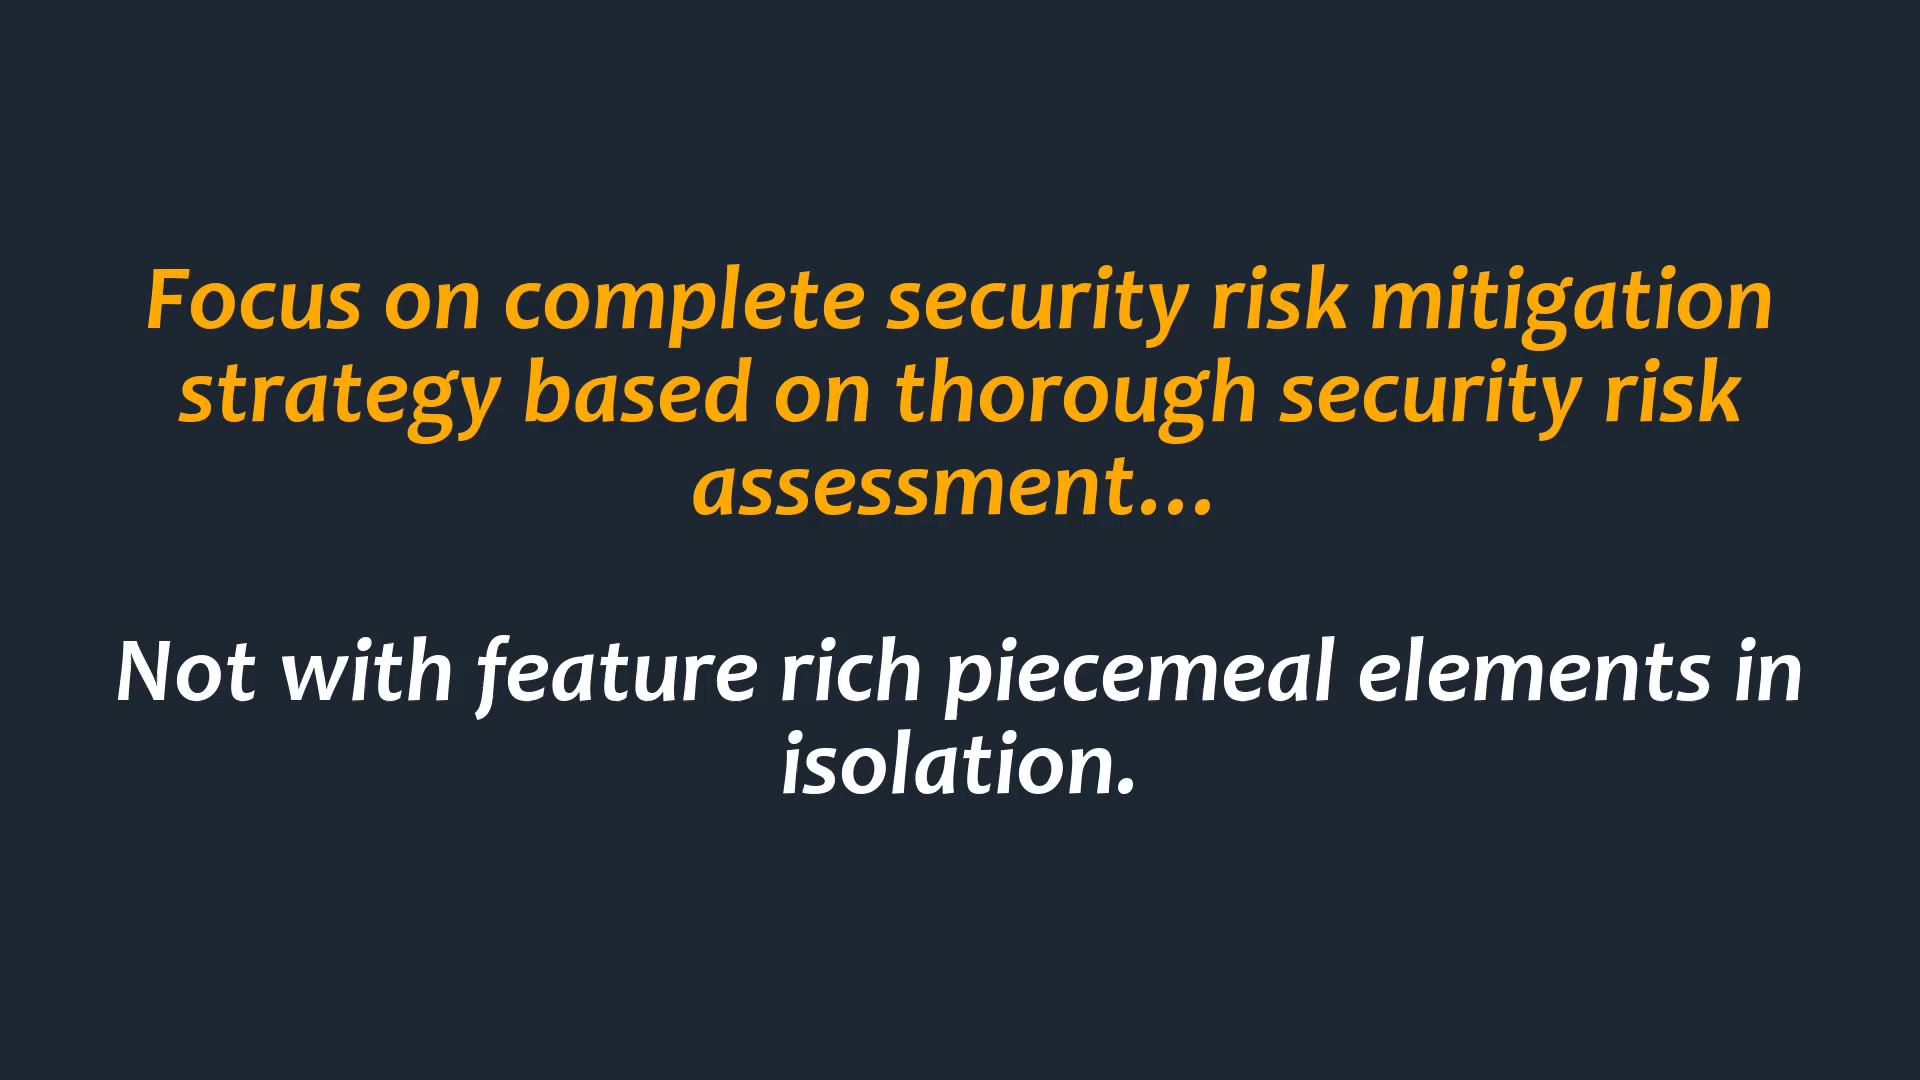 Focus on complete security risk mitigation
strategy based on thorough security risk
assessment...
Not with feature rich piecemeal elements in
isolation.